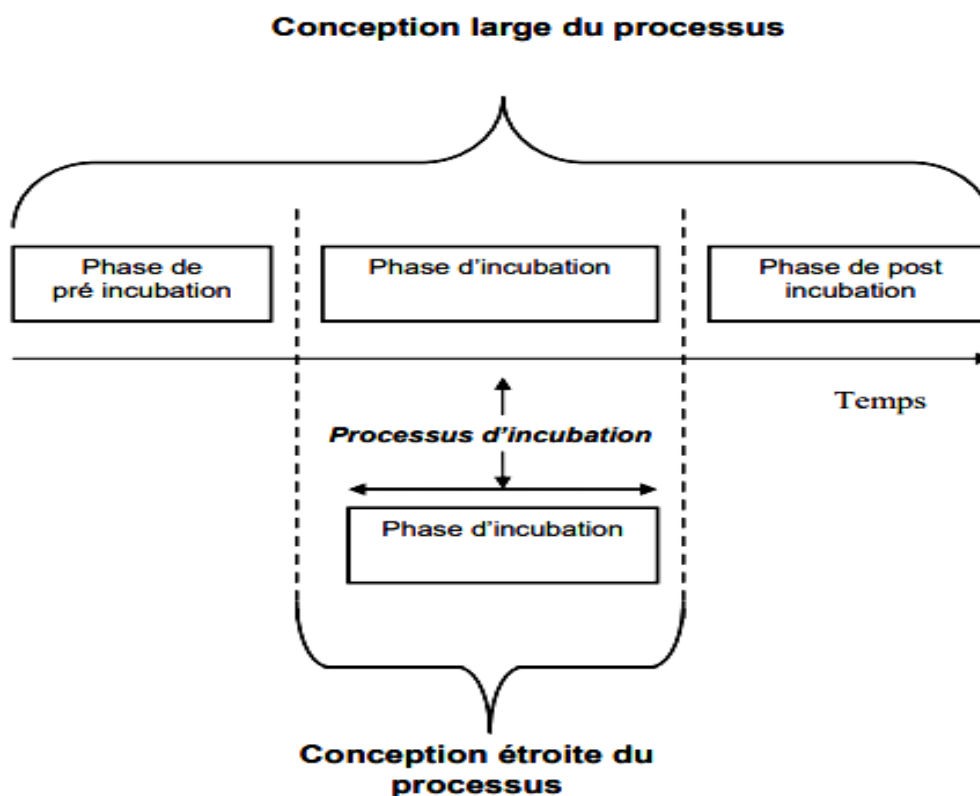 Conception large du processus
Phase de
pré incubation
Phase d'incubation
Phase de post
incubation
Temps
Processus d'incubation
Phase d'incubation
Conception étroite du
processus